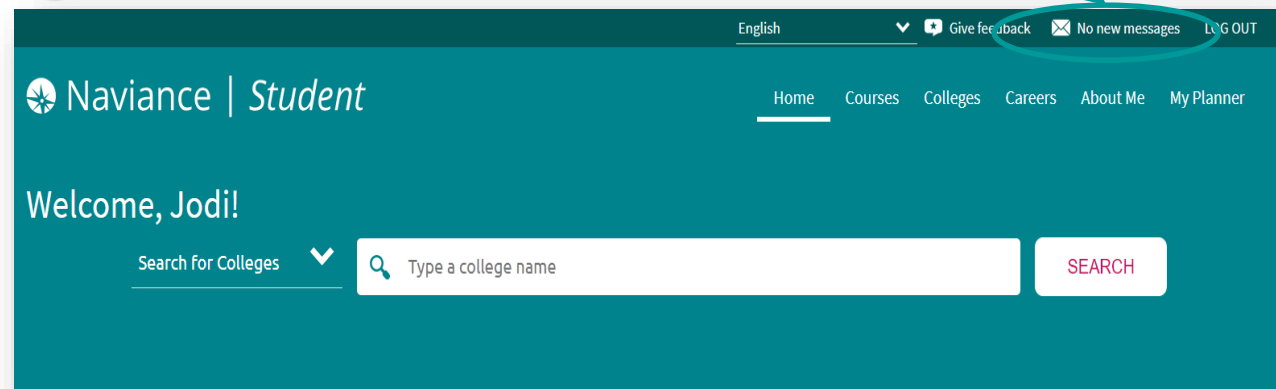 English Give feedback No new messages LOG OUT
Naviance | Student
Home Courses Colleges Careers About Me My Planner
Welcome, Jodi!
Search for Colleges Type a college name SEARCH